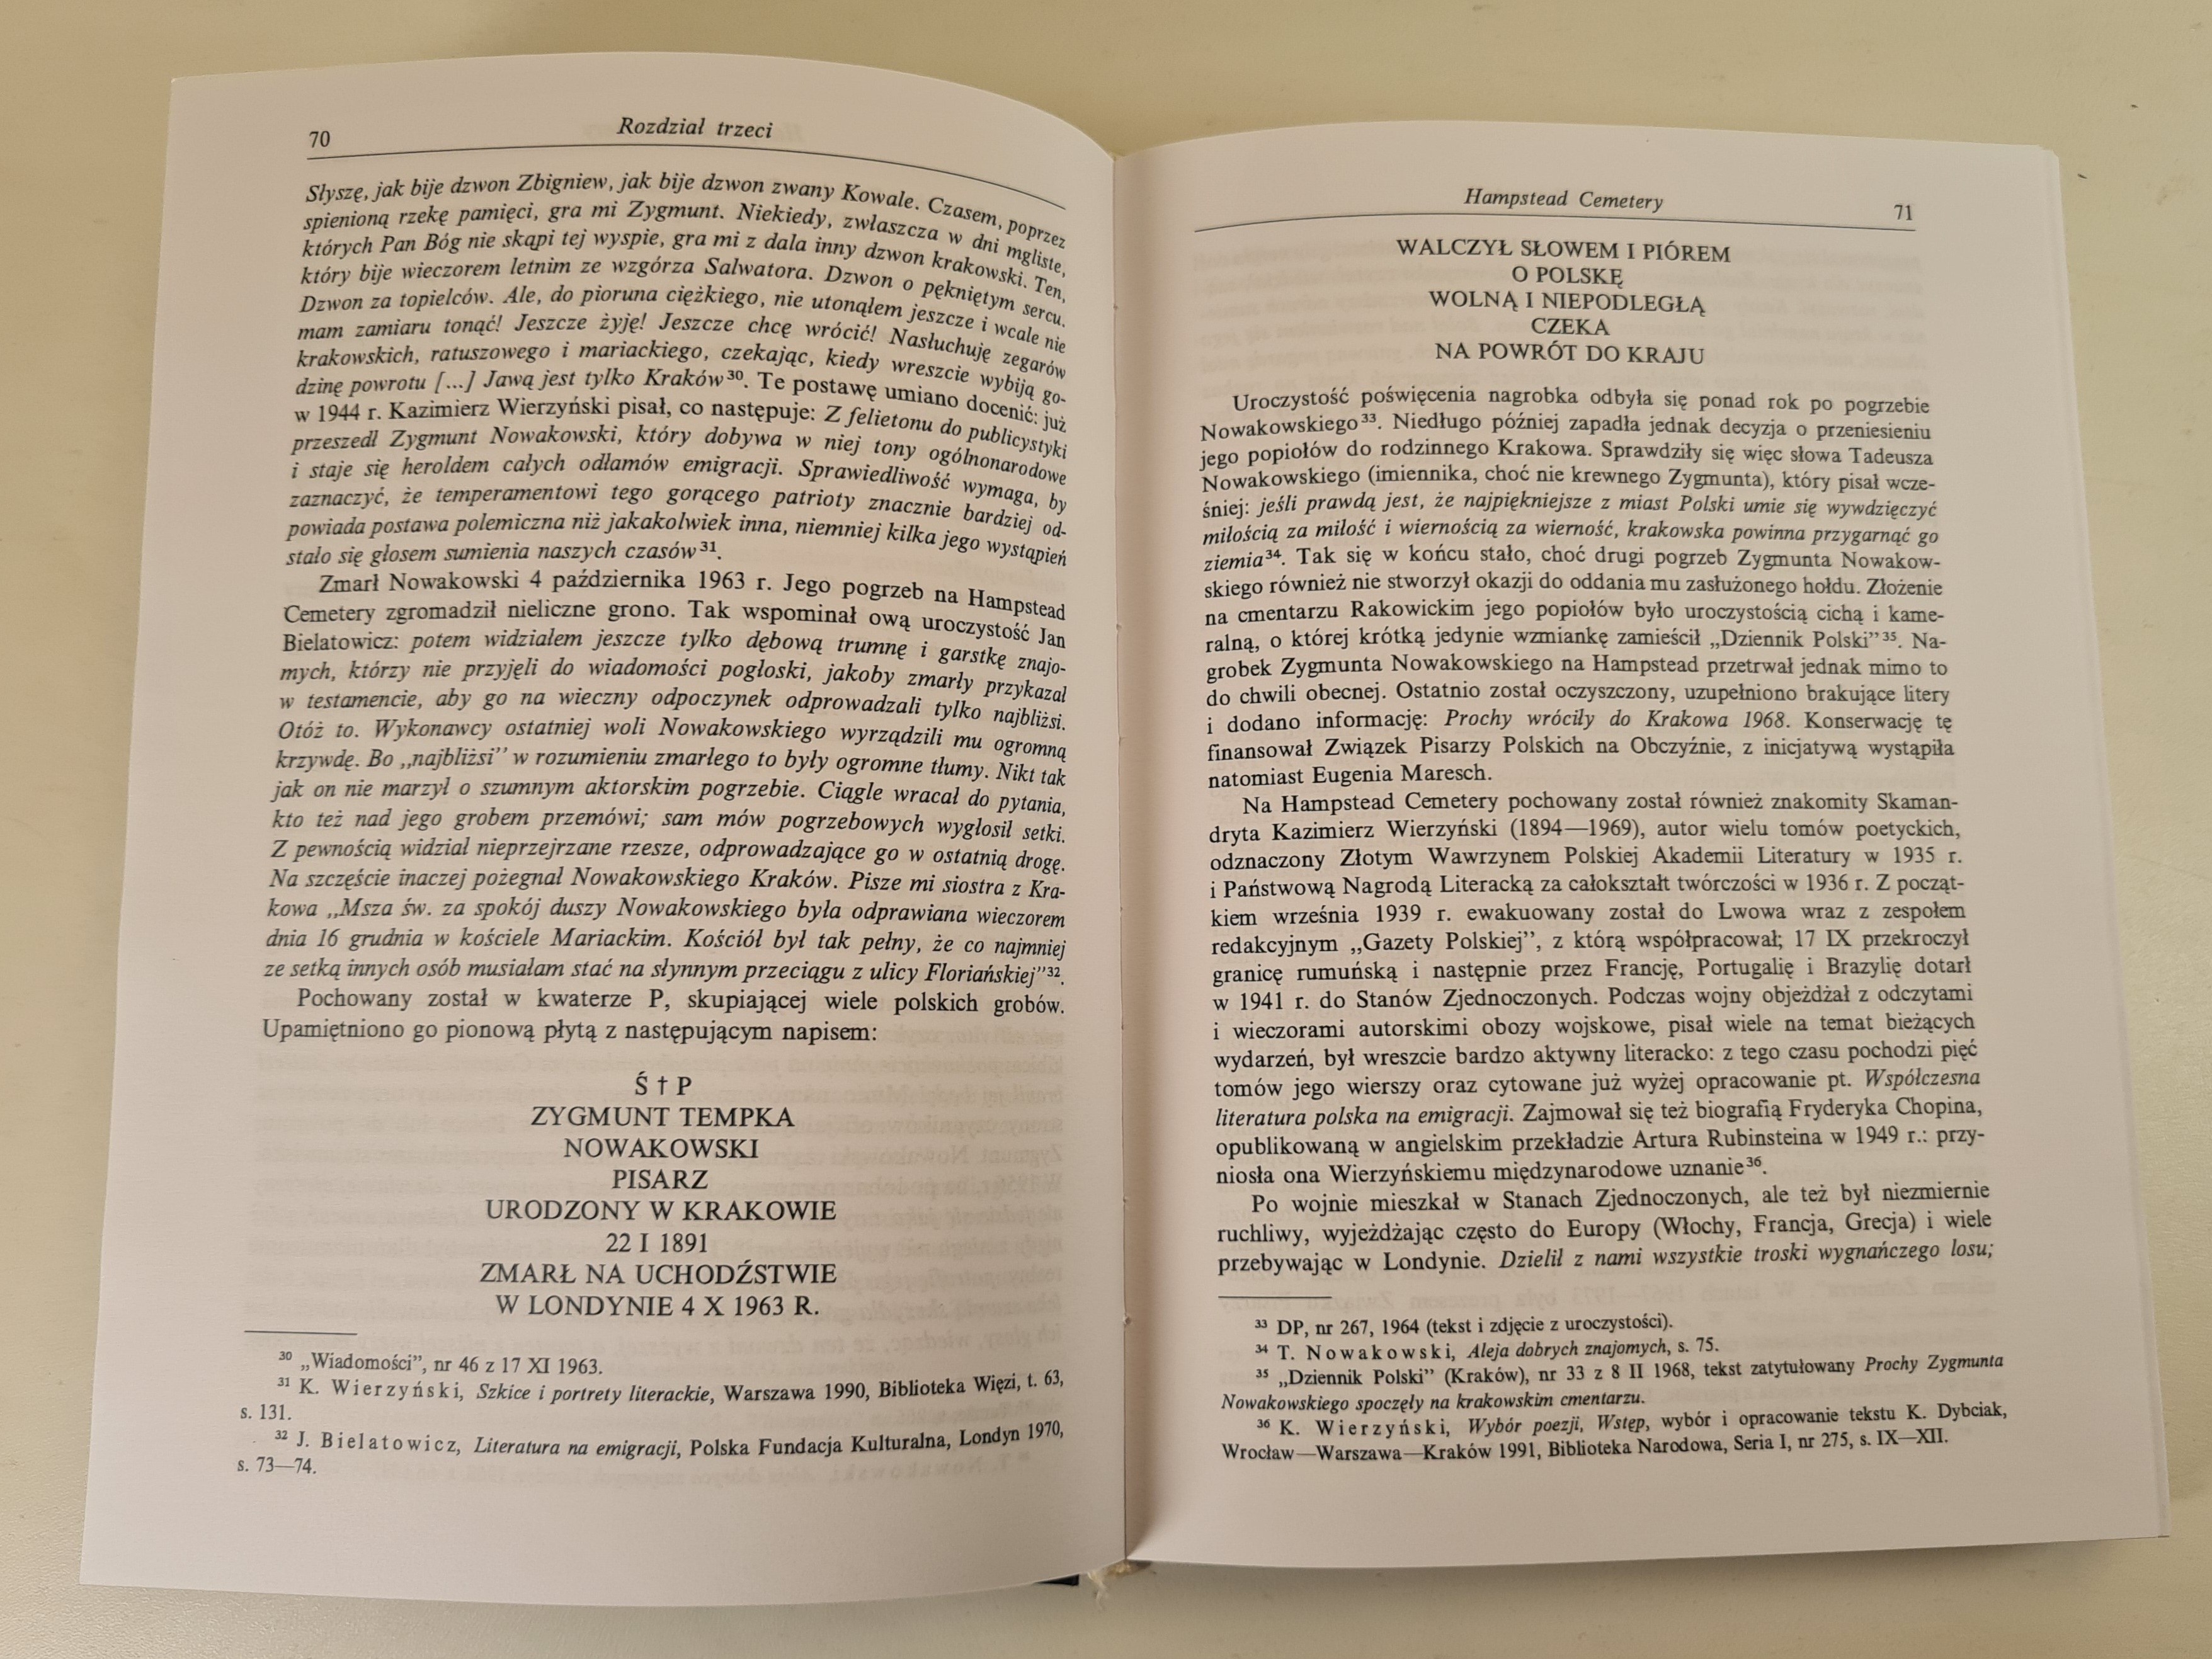 70
Rozdział trzeci
Słyszę, jak bije dzwon Zbigniew, jak bije dzwon zwany Kowale. Czasem, poprzez
spienioną rzekę pamięci, gra mi Zygmunt. Niekiedy, zwłaszcza w dni mgliste,
których Pan Bóg nie skąpi tej wyspie, gra mi z dala inny dzwon krakowski. Ten,
który bije wieczorem letnim ze wzgórza Salwatora. Dzwon o pękniętym sercu.
Dzwon za topielców. Ale, do pioruna ciężkiego, nie utonąłem jeszcze i wcale nie
mam zamiaru tonąć! Jeszcze żyję! Jeszcze chcę wrócić! Nasłuchuję zegarów
krakowskich, ratuszowego i mariackiego, czekając, kiedy wreszcie wybiją go-
dzinę powrotu [...] Jawą jest tylko Kraków³⁰. Te postawę umiano docenić: już
w 1944 r. Kazimierz Wierzyński pisał, co następuje: Z felietonu do publicystyki
przeszedł Zygmunt Nowakowski, który dobywa w niej tony ogólnonarodowe
i staje się heroldem całych odłamów emigracji. Sprawiedliwość wymaga, by
zaznaczyć, że temperamentowi tego gorącego patrioty znacznie bardziej od-
powiada postawa polemiczna niż jakakolwiek inna, niemniej kilka jego wystąpień
stało się głosem sumienia naszych czasów³¹.
Zmarł Nowakowski 4 października 1963 r. Jego pogrzeb na Hampstead
Cemetery zgromadził nieliczne grono. Tak wspominał ową uroczystość Jan
Bielatowicz: potem widziałem jeszcze tylko dębową trumnę i garstkę znajo-
mych, którzy nie przyjęli do wiadomości pogłoski, jakoby zmarły przykazał
w testamencie, aby go na wieczny odpoczynek odprowadzali tylko najbliżsi.
Otóż to. Wykonawcy ostatniej woli Nowakowskiego wyrządzili mu ogromną
krzywdę. Bo „najbliżsi” w rozumieniu zmarłego to były ogromne tłumy. Nikt tak
jak on nie marzył o szumnym aktorskim pogrzebie. Ciągle wracał do pytania,
kto też nad jego grobem przemówi; sam mów pogrzebowych wygłosił setki.
Z pewnością widział nieprzejrzane rzesze, odprowadzające go w ostatnią drogę.
Na szczęście inaczej pożegnał Nowakowskiego Kraków. Pisze mi siostra z Kra-
kowa „Msza św. za spokój duszy Nowakowskiego była odprawiana wieczorem
dnia 16 grudnia w kościele Mariackim. Kościół był tak pełny, że co najmniej
ze setką innych osób musiałam stać na słynnym przeciągu z ulicy Floriańskiej”³².
Pochowany został w kwaterze P, skupiającej wiele polskich grobów.
Upamiętniono go pionową płytą z następującym napisem:
Ś † P
ZYGMUNT TEMPKA
NOWAKOWSKI
PISARZ
URODZONY W KRAKOWIE
22 I 1891
ZMARŁ NA UCHODŹSTWIE
W LONDYNIE 4 X 1963 R.
³⁰ „Wiadomości”, nr 46 z 17 XI 1963.
³¹ K. Wierzyński, Szkice i portrety literackie, Warszawa 1990, Biblioteka Więzi, t. 63,
s. 131.
³² J. Bielatowicz, Literatura na emigracji, Polska Fundacja Kulturalna, Londyn 1970,
s. 73—74.
Hampstead Cemetery
71
WALCZYŁ SŁOWEM I PIÓREM
O POLSKĘ
WOLNĄ I NIEPODLEGŁĄ
CZEKA
NA POWRÓT DO KRAJU
Uroczystość poświęcenia nagrobka odbyła się ponad rok po pogrzebie
Nowakowskiego³³. Niedługo później zapadła jednak decyzja o przeniesieniu
jego popiołów do rodzinnego Krakowa. Sprawdziły się więc słowa Tadeusza
Nowakowskiego (imiennika, choć nie krewnego Zygmunta), który pisał wcze-
śniej: jeśli prawdą jest, że najpiękniejsze z miast Polski umie się wywdzięczyć
miłością za miłość i wiernością za wierność, krakowska powinna przygarnąć go
ziemia³⁴. Tak się w końcu stało, choć drugi pogrzeb Zygmunta Nowakow-
skiego również nie stworzył okazji do oddania mu zasłużonego hołdu. Złożenie
na cmentarzu Rakowickim jego popiołów było uroczystością cichą i kame-
ralną, o której krótką jedynie wzmiankę zamieścił „Dziennik Polski”³⁵. Na-
grobek Zygmunta Nowakowskiego na Hampstead przetrwał jednak mimo to
do chwili obecnej. Ostatnio został oczyszczony, uzupełniono brakujące litery
i dodano informację: Prochy wróciły do Krakowa 1968. Konserwację tę
finansował Związek Pisarzy Polskich na Obczyźnie, z inicjatywą wystąpiła
natomiast Eugenia Maresch.
Na Hampstead Cemetery pochowany został również znakomity Skaman-
dryta Kazimierz Wierzyński (1894—1969), autor wielu tomów poetyckich,
odznaczony Złotym Wawrzynem Polskiej Akademii Literatury w 1935 r.
i Państwową Nagrodą Literacką za całokształt twórczości w 1936 r. Z począt-
kiem września 1939 r. ewakuowany został do Lwowa wraz z zespołem
redakcyjnym „Gazety Polskiej”, z którą współpracował; 17 IX przekroczył
granicę rumuńską i następnie przez Francję, Portugalię i Brazylię dotarł
w 1941 r. do Stanów Zjednoczonych. Podczas wojny objeżdżał z odczytami
i wieczorami autorskimi obozy wojskowe, pisał wiele na temat bieżących
wydarzeń, był wreszcie bardzo aktywny literacko: z tego czasu pochodzi pięć
tomów jego wierszy oraz cytowane już wyżej opracowanie pt. Współczesna
literatura polska na emigracji. Zajmował się też biografią Fryderyka Chopina,
opublikowaną w angielskim przekładzie Artura Rubinsteina w 1949 r.: przy-
niosła ona Wierzyńskiemu międzynarodowe uznanie³⁶.
Po wojnie mieszkał w Stanach Zjednoczonych, ale też był niezmiernie
ruchliwy, wyjeżdżając często do Europy (Włochy, Francja, Grecja) i wiele
przebywając w Londynie. Dzielił z nami wszystkie troski wygnańczego losu;
³³ DP, nr 267, 1964 (tekst i zdjęcie z uroczystości).
³⁴ T. Nowakowski, Aleja dobrych znajomych, s. 75.
³⁵ „Dziennik Polski” (Kraków), nr 33 z 8 II 1968, tekst zatytułowany Prochy Zygmunta
Nowakowskiego spoczęły na krakowskim cmentarzu.
³⁶ K. Wierzyński, Wybór poezji, Wstęp, wybór i opracowanie tekstu K. Dybciak,
Wrocław—Warszawa—Kraków 1991, Biblioteka Narodowa, Seria I, nr 275, s. IX—XII.